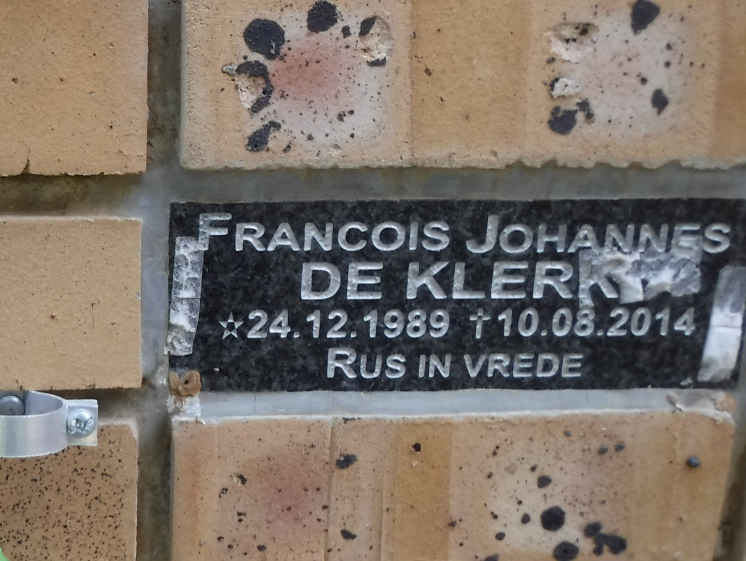 FRANCOIS JOHANNES
DE KLERK
☆24.12.1989 †10.08.2014
RUS IN VREDE